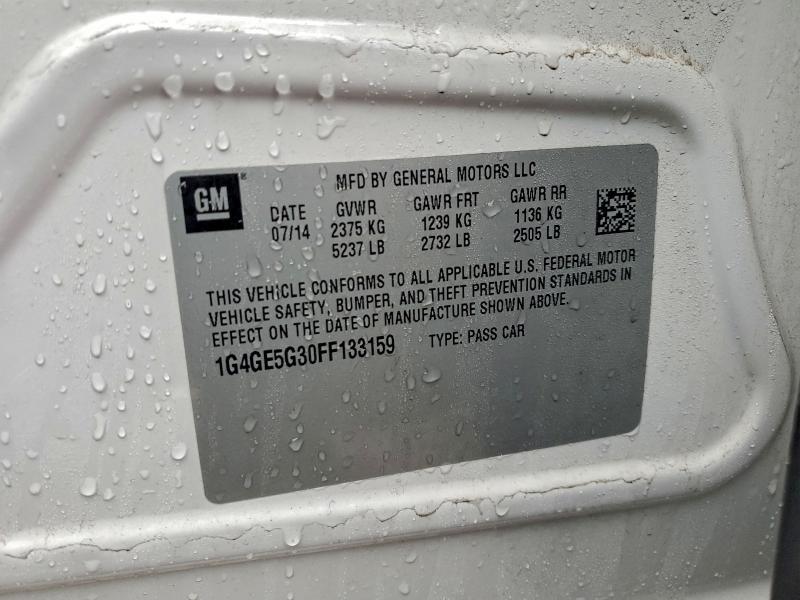 GM®
MFD BY GENERAL MOTORS LLC
DATE GVWR GAWR FRT GAWR RR
07/14 2375 KG 1239 KG 1136 KG
5237 LB 2732 LB 2505 LB
THIS VEHICLE CONFORMS TO ALL APPLICABLE U.S. FEDERAL MOTOR
VEHICLE SAFETY, BUMPER, AND THEFT PREVENTION STANDARDS IN
EFFECT ON THE DATE OF MANUFACTURE SHOWN ABOVE.
1G4GE5G30FF133159 TYPE: PASS CAR